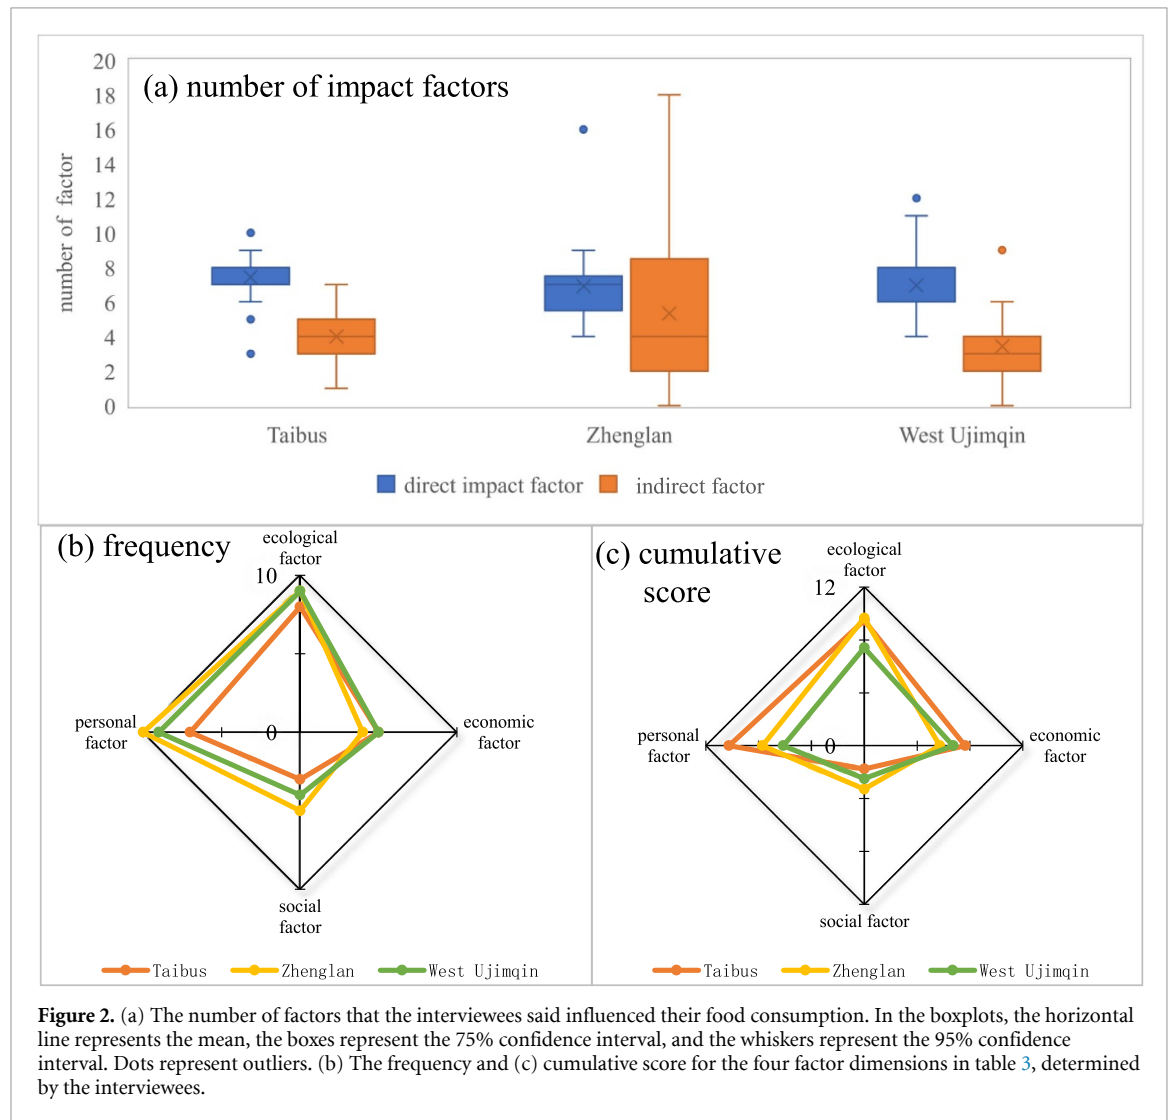 (a) number of impact factors
number of factor
20
18
16
14
12
10
8
6
4
2
0
Taibus
Zhenglan
West Ujimqin
direct impact factor
indirect factor
(b) frequency
ecological
factor
10
personal
factor
0
economic
factor
social
factor
Taibus
Zhenglan
West Ujimqin
(c) cumulative
score
ecological
factor
12
personal
factor
0
economic
factor
social factor
Taibus
Zhenglan
West Ujimqin
Figure 2. (a) The number of factors that the interviewees said influenced their food consumption. In the boxplots, the horizontal
line represents the mean, the boxes represent the 75% confidence interval, and the whiskers represent the 95% confidence
interval. Dots represent outliers. (b) The frequency and (c) cumulative score for the four factor dimensions in table 3, determined
by the interviewees.